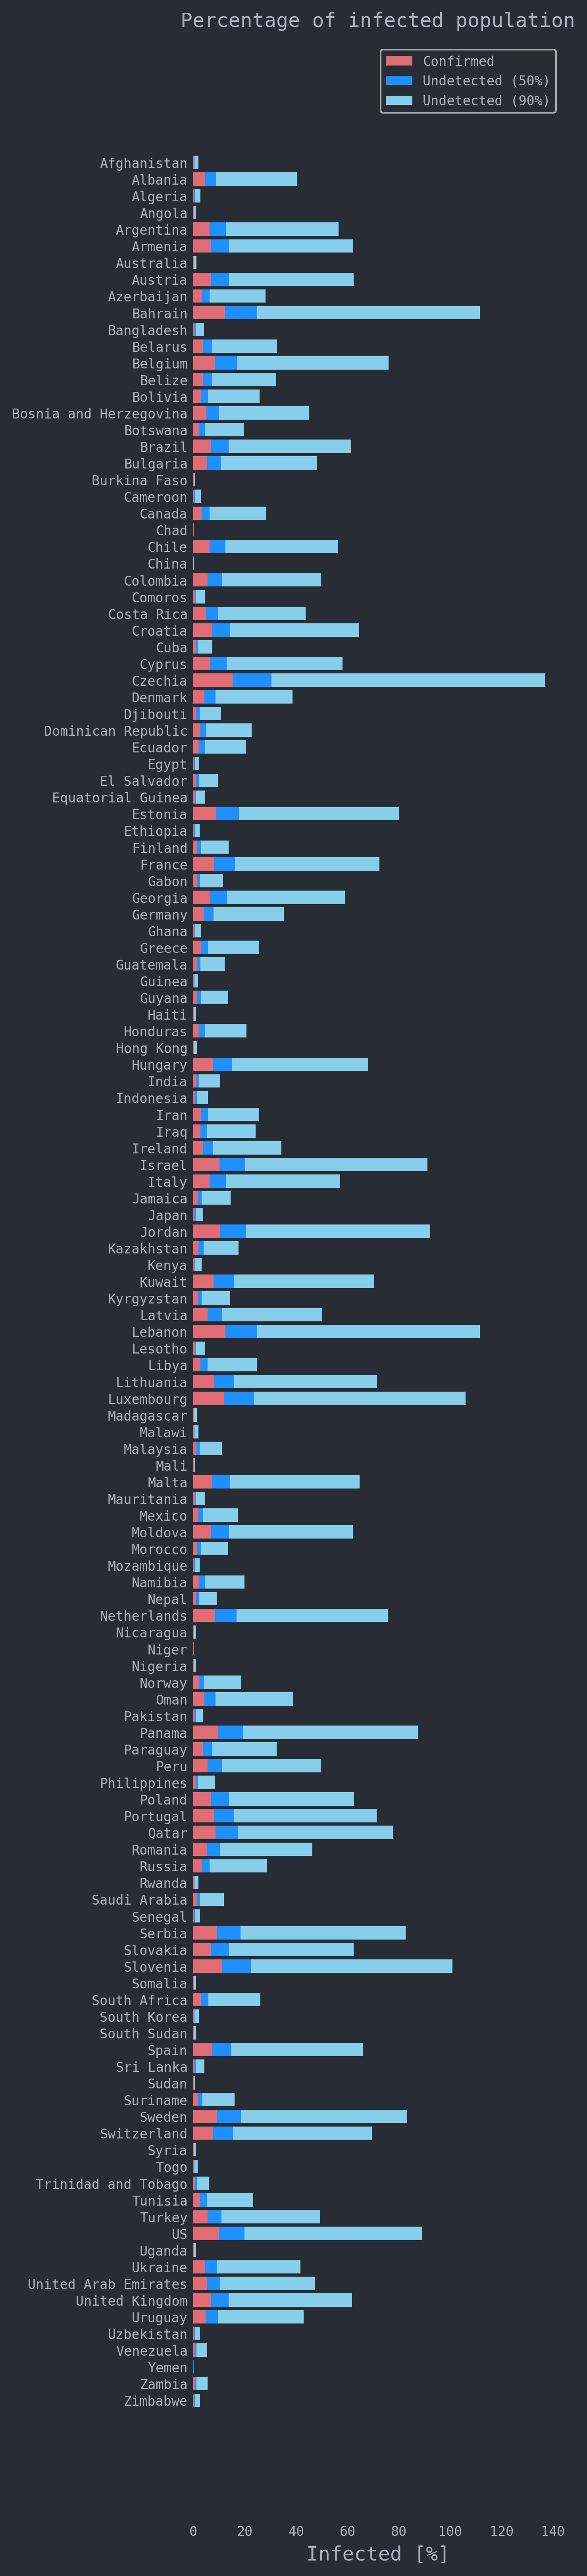 Percentage of infected population
Confirmed
Undetected (50%)
Undetected (90%)
Afghanistan
Albania
Algeria
Angola
Argentina
Armenia
Australia
Austria
Azerbaijan
Bahrain
Bangladesh
Belarus
Belgium
Belize
Bolivia
Bosnia and Herzegovina
Botswana
Brazil
Bulgaria
Burkina Faso
Cameroon
Canada
Chad
Chile
China
Colombia
Comoros
Costa Rica
Croatia
Cuba
Cyprus
Czechia
Denmark
Djibouti
Dominican Republic
Ecuador
Egypt
El Salvador
Equatorial Guinea
Estonia
Ethiopia
Finland
France
Gabon
Georgia
Germany
Ghana
Greece
Guatemala
Guinea
Guyana
Haiti
Honduras
Hong Kong
Hungary
India
Indonesia
Iran
Iraq
Ireland
Israel
Italy
Jamaica
Japan
Jordan
Kazakhstan
Kenya
Kuwait
Kyrgyzstan
Latvia
Lebanon
Lesotho
Libya
Lithuania
Luxembourg
Madagascar
Malawi
Malaysia
Mali
Malta
Mauritania
Mexico
Moldova
Morocco
Mozambique
Namibia
Nepal
Netherlands
Nicaragua
Niger
Nigeria
Norway
Oman
Pakistan
Panama
Paraguay
Peru
Philippines
Poland
Portugal
Qatar
Romania
Russia
Rwanda
Saudi Arabia
Senegal
Serbia
Slovakia
Slovenia
Somalia
South Africa
South Korea
South Sudan
Spain
Sri Lanka
Sudan
Suriname
Sweden
Switzerland
Syria
Togo
Trinidad and Tobago
Tunisia
Turkey
US
Uganda
Ukraine
United Arab Emirates
United Kingdom
Uruguay
Uzbekistan
Venezuela
Yemen
Zambia
Zimbabwe
0 20 40 60 80 100 120 140
Infected [%]